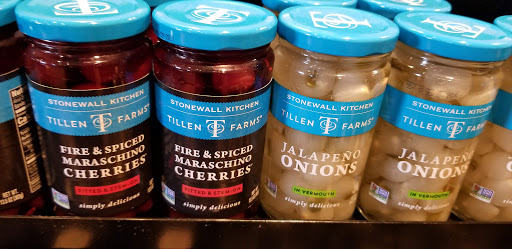 STONEWALL KITCHEN
TILLEN FARMS®
FIRE & SPICED
MARASCHINO
CHERRIES
PITTED & STEM-ON
simply delicious
STONEWALL KITCHEN
TILLEN FARMS®
FIRE & SPICED
MARASCHINO
CHERRIES
PITTED & STEM-ON
simply delicious
STONEWALL KITCHEN
TILLEN FARMS®
JALAPEÑO
ONIONS
IN VERMOUTH
simply delicious
STONEWALL KITCHEN
TILLEN FARMS
JALAPEÑO
ONIONS
IN VERMOUTH
simply delicious